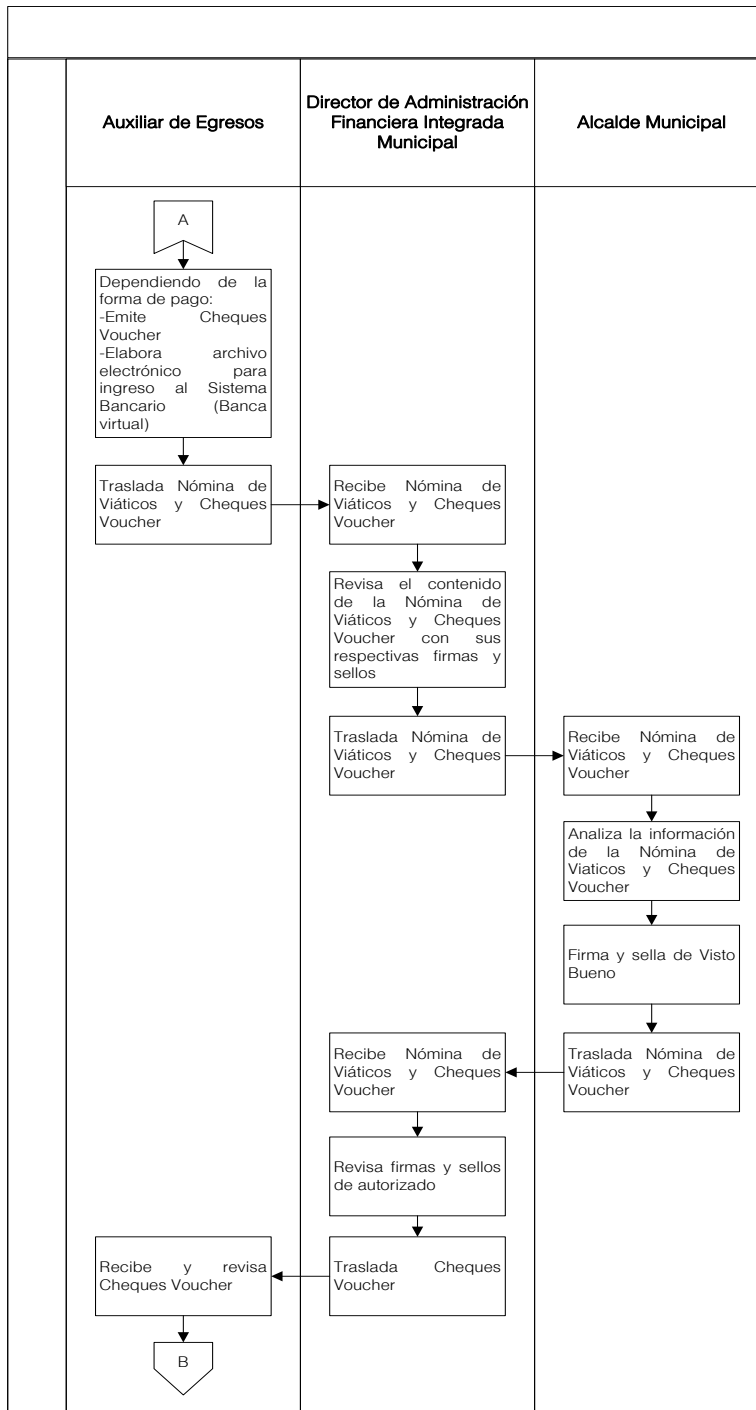 Auxiliar de Egresos
Director de Administración
Financiera Integrada
Municipal
Alcalde Municipal
A
Dependiendo de la
forma de pago:
-Emite Cheques
Voucher
-Elabora archivo
electrónico para
ingreso al Sistema
Bancario (Banca
virtual)
Traslada Nómina de
Viáticos y Cheques
Voucher
Recibe Nómina de
Viáticos y Cheques
Voucher
Revisa el contenido
de la Nómina de
Viáticos y Cheques
Voucher con sus
respectivas firmas y
sellos
Traslada Nómina de
Viáticos y Cheques
Voucher
Recibe Nómina de
Viáticos y Cheques
Voucher
Analiza la información
de la Nómina de
Viaticos y Cheques
Voucher
Firma y sella de Visto
Bueno
Traslada Nómina de
Viáticos y Cheques
Voucher
Recibe Nómina de
Viáticos y Cheques
Voucher
Revisa firmas y sellos
de autorizado
Traslada Cheques
Voucher
Recibe y revisa
Cheques Voucher
B